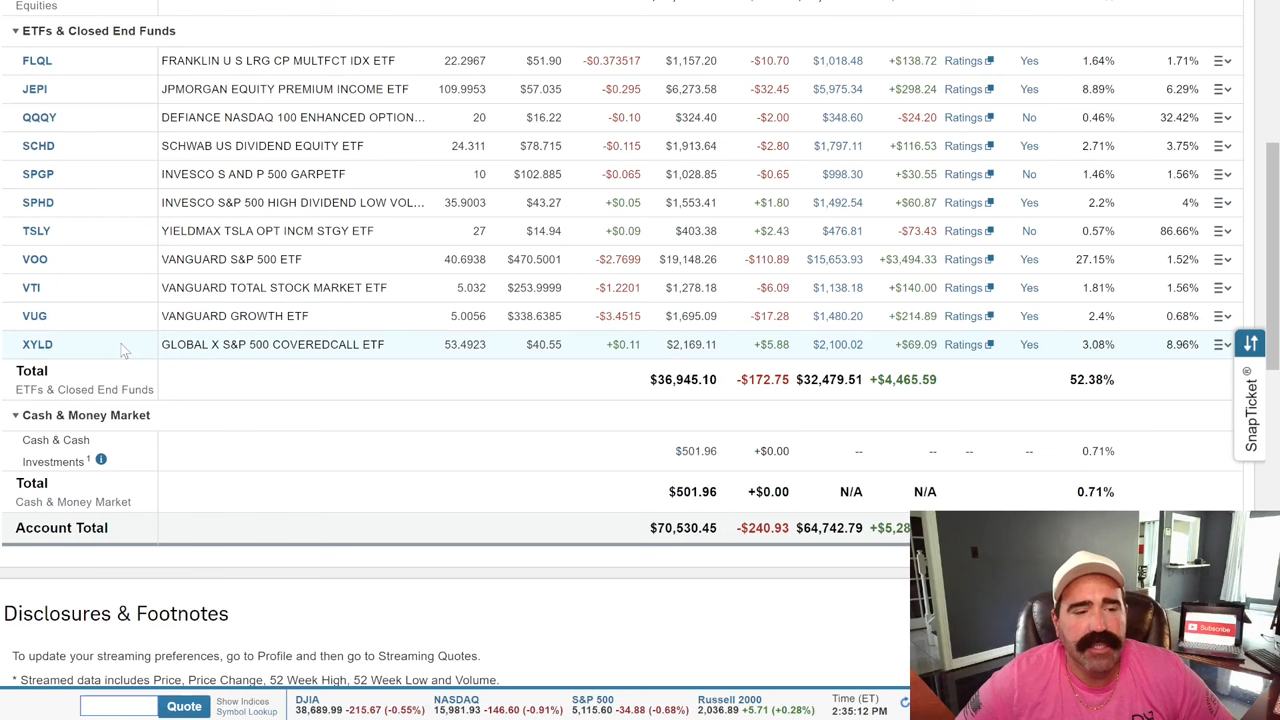 Equities
ETFs & Closed End Funds
FLQL FRANKLIN U S LRG CP MULTFCT IDX ETF 22.2967 $51.90 -$0.373517 $1,157.20 -$10.70 $1,018.48 +$138.72 Ratings Yes 1.64% 1.71%
JEPI JPMORGAN EQUITY PREMIUM INCOME ETF 109.9953 $57.035 -$0.295 $6,273.58 -$32.45 $5,975.34 +$298.24 Ratings Yes 8.89% 6.29%
QQQY DEFIANCE NASDAQ 100 ENHANCED OPTION... 20 $16.22 -$0.10 $324.40 -$2.00 $348.60 -$24.20 Ratings No 0.46% 32.42%
SCHD SCHWAB US DIVIDEND EQUITY ETF 24.311 $78.715 -$0.115 $1,913.64 -$2.80 $1,797.11 +$116.53 Ratings Yes 2.71% 3.75%
SPGP INVESCO S AND P 500 GARPETF 10 $102.885 -$0.065 $1,028.85 -$0.65 $998.30 +$30.55 Ratings No 1.46% 1.56%
SPHD INVESCO S&P 500 HIGH DIVIDEND LOW VOL... 35.9003 $43.27 +$0.05 $1,553.41 +$1.80 $1,492.54 +$60.87 Ratings Yes 2.2% 4%
TSLY YIELDMAX TSLA OPT INCM STGY ETF 27 $14.94 +$0.09 $403.38 +$2.43 $476.81 -$73.43 Ratings No 0.57% 86.66%
VOO VANGUARD S&P 500 ETF 40.6938 $470.5001 -$2.7699 $19,148.26 -$110.89 $15,653.93 +$3,494.33 Ratings Yes 27.15% 1.52%
VTI VANGUARD TOTAL STOCK MARKET ETF 5.032 $253.9999 -$1.2201 $1,278.18 -$6.09 $1,138.18 +$140.00 Ratings Yes 1.81% 1.56%
VUG VANGUARD GROWTH ETF 5.0056 $338.6385 -$3.4515 $1,695.09 -$17.28 $1,480.20 +$214.89 Ratings Yes 2.4% 0.68%
XYLD GLOBAL X S&P 500 COVEREDCALL ETF 53.4923 $40.55 +$0.11 $2,169.11 +$5.88 $2,100.02 +$69.09 Ratings Yes 3.08% 8.96%
Total
ETFs & Closed End Funds $36,945.10 -$172.75 $32,479.51 +$4,465.59 52.38%
Cash & Money Market
Cash & Cash
Investments 1 $501.96 +$0.00 -- -- -- -- 0.71%
Total
Cash & Money Market $501.96 +$0.00 N/A N/A 0.71%
Account Total $70,530.45 -$240.93 $64,742.79 +$5,28
SnapTicket ®
Disclosures & Footnotes
To update your streaming preferences, go to Profile and then go to Streaming Quotes.
* Streamed data includes Price, Price Change, 52 Week High, 52 Week Low and Volume.
Subscribe
Quote
Show Indices
Symbol Lookup
DJIA
38,689.99 -215.67 (-0.55%)
NASDAQ
15,981.93 -146.60 (-0.91%)
S&P 500
5,115.60 -34.88 (-0.68%)
Russell 2000
2,036.89 +5.71 (+0.28%)
Time (ET)
2:35:12 PM